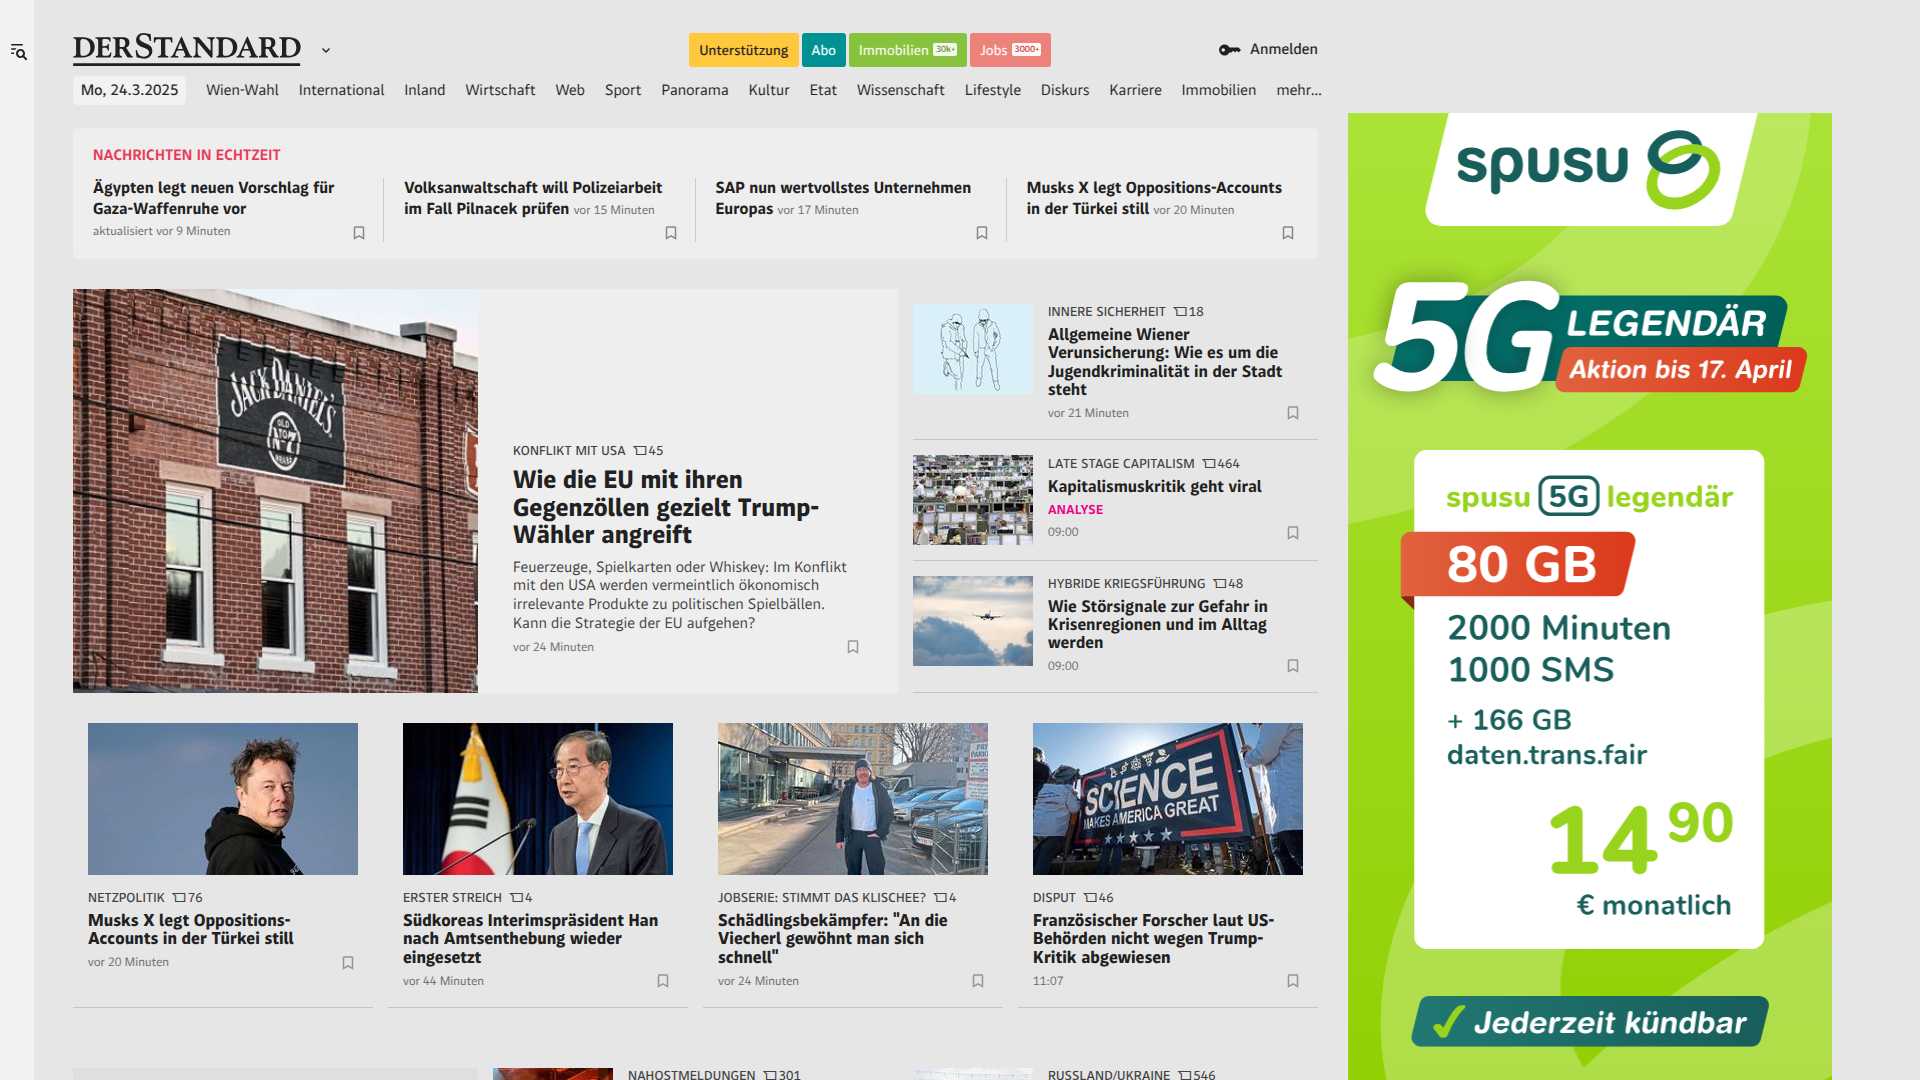 DERSTANDARD
Unterstützung
Abo
Immobilien 30k+
Jobs 3000+
Anmelden
Mo, 24.3.2025
Wien-Wahl
International
Inland
Wirtschaft
Web
Sport
Panorama
Kultur
Etat
Wissenschaft
Lifestyle
Diskurs
Karriere
Immobilien
mehr...
NACHRICHTEN IN ECHTZEIT
Ägypten legt neuen Vorschlag für
Gaza-Waffenruhe vor
aktualisiert vor 9 Minuten
Volksanwaltschaft will Polizeiarbeit
im Fall Pilnacek prüfen vor 15 Minuten
SAP nun wertvollstes Unternehmen
Europas vor 17 Minuten
Musks X legt Oppositions-Accounts
in der Türkei still vor 20 Minuten
JACK DANIEL'S
OLD
No 7
BRAND
KONFLIKT MIT USA 45
Wie die EU mit ihren
Gegenzöllen gezielt Trump-
Wähler angreift
Feuerzeuge, Spielkarten oder Whiskey: Im Konflikt
mit den USA werden vermeintlich ökonomisch
irrelevante Produkte zu politischen Spielbällen.
Kann die Strategie der EU aufgehen?
vor 24 Minuten
INNERE SICHERHEIT 18
Allgemeine Wiener
Verunsicherung: Wie es um die
Jugendkriminalität in der Stadt
steht
vor 21 Minuten
LATE STAGE CAPITALISM 464
Kapitalismuskritik geht viral
ANALYSE
09:00
HYBRIDE KRIEGSFÜHRUNG 48
Wie Störsignale zur Gefahr in
Krisenregionen und im Alltag
werden
09:00
NETZPOLITIK 76
Musks X legt Oppositions-
Accounts in der Türkei still
vor 20 Minuten
ERSTER STREICH 4
Südkoreas Interimspräsident Han
nach Amtsenthebung wieder
eingesetzt
vor 44 Minuten
JOBSERIE: STIMMT DAS KLISCHEE? 4
Schädlingsbekämpfer: "An die
Viecherl gewöhnt man sich
schnell"
vor 24 Minuten
SCIENCE
MAKES AMERICA GREAT
DISPUT 46
Französischer Forscher laut US-
Behörden nicht wegen Trump-
Kritik abgewiesen
11:07
NAHOSTMELDUNGEN 301
RUSSLAND/UKRAINE 546
spusu
5G LEGENDÄR
Aktion bis 17. April
spusu 5G legendär
80 GB
2000 Minuten
1000 SMS
+ 166 GB
daten.trans.fair
14 90
€ monatlich
Jederzeit kündbar